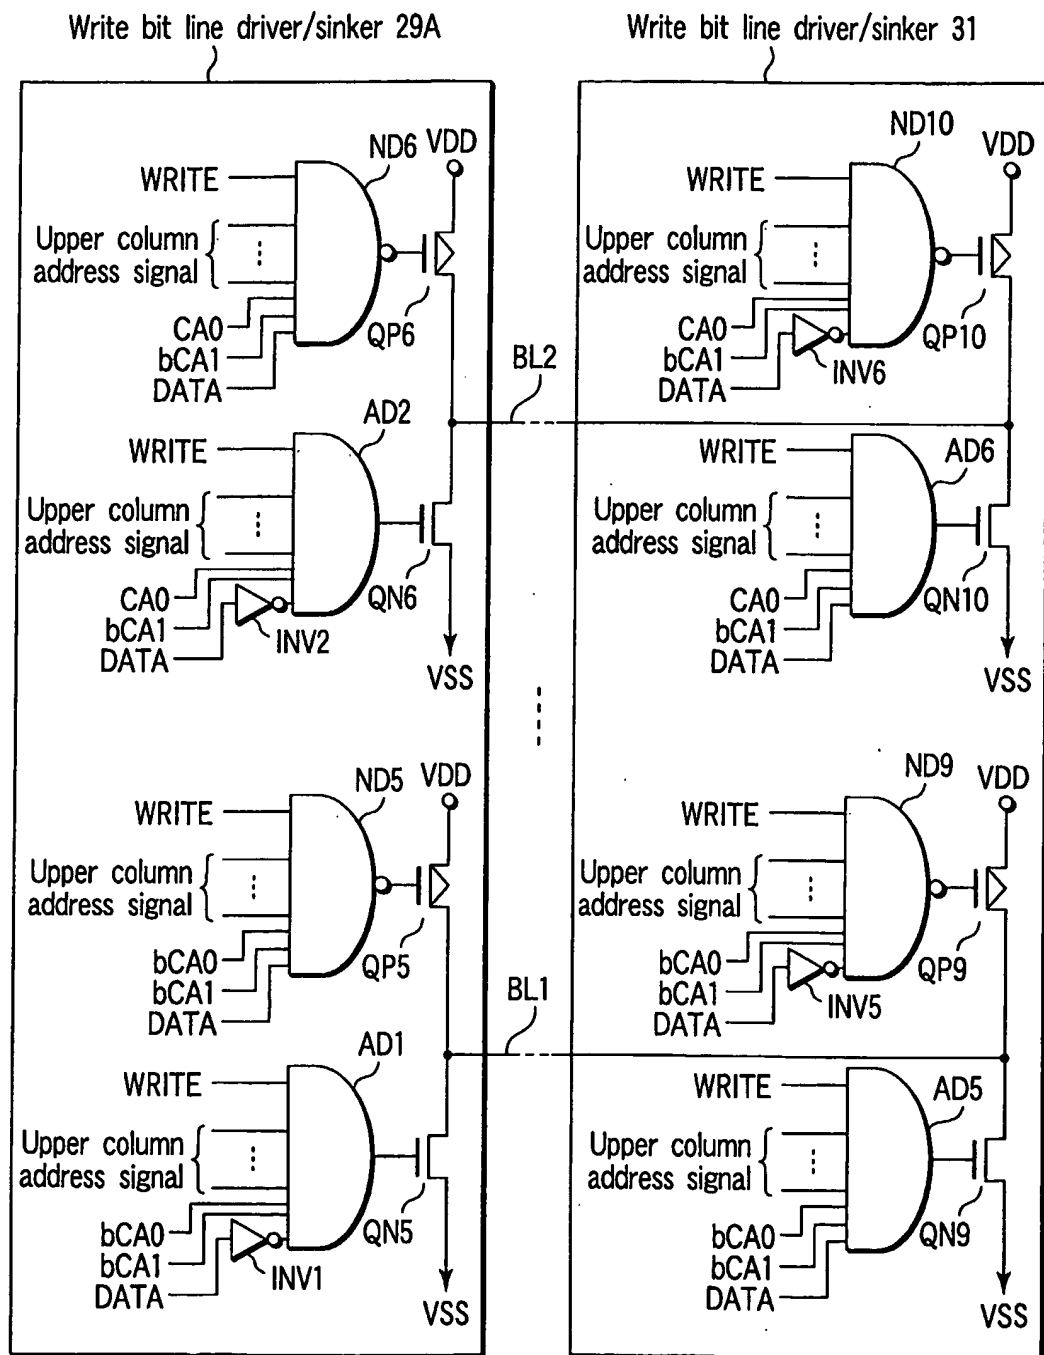 Write bit line driver/sinker 29A
Write bit line driver/sinker 31
ND6
VDD
WRITE
Upper column
address signal
CA0
bCA1
DATA
QP6
BL2
AD2
WRITE
Upper column
address signal
CA0
bCA1
DATA
INV2
QN6
VSS
ND5
VDD
WRITE
Upper column
address signal
bCA0
bCA1
DATA
QP5
BL1
AD1
WRITE
Upper column
address signal
bCA0
bCA1
DATA
INV1
QN5
VSS
ND10
VDD
WRITE
Upper column
address signal
CA0
bCA1
DATA
INV6
QP10
AD6
WRITE
Upper column
address signal
CA0
bCA1
DATA
QN10
VSS
ND9
VDD
WRITE
Upper column
address signal
bCA0
bCA1
DATA
INV5
QP9
AD5
WRITE
Upper column
address signal
bCA0
bCA1
DATA
QN9
VSS